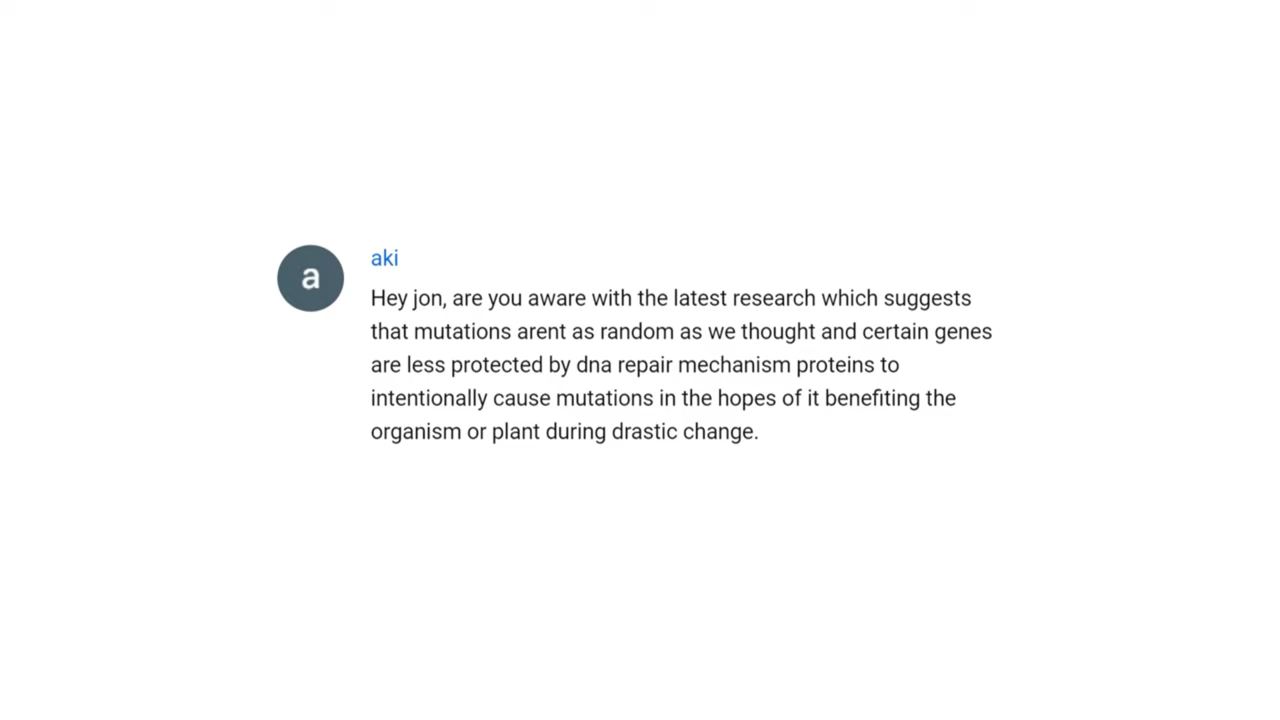 a
aki
Hey jon, are you aware with the latest research which suggests
that mutations arent as random as we thought and certain genes
are less protected by dna repair mechanism proteins to
intentionally cause mutations in the hopes of it benefiting the
organism or plant during drastic change.